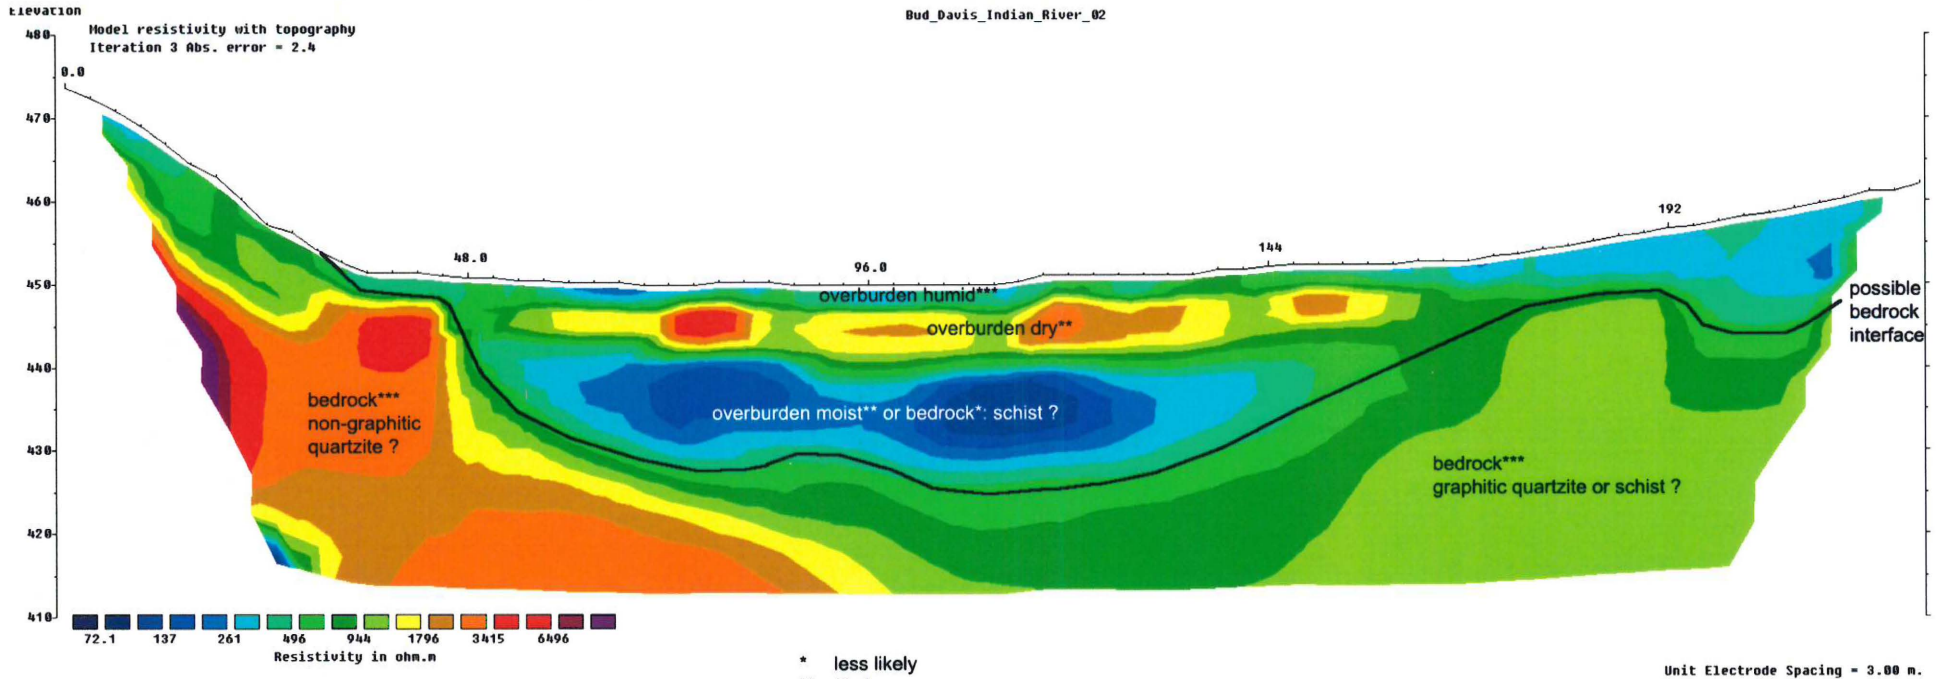 Elevation
Bud_Davis_Indian_River_02
Model resistivity with topography
Iteration 3 Abs. error = 2.4
480
0.0
470
460
192
450
48.0
96.0
144
overburden humid***
possible
bedrock
interface
overburden dry**
440
bedrock***
non-graphitic
quartzite ?
overburden moist** or bedrock*: schist ?
430
bedrock***
graphitic quartzite or schist ?
420
410
72.1 137 261 496 944 1796 3415 6496
Resistivity in ohm.m
* less likely
Unit Electrode Spacing = 3.00 m.